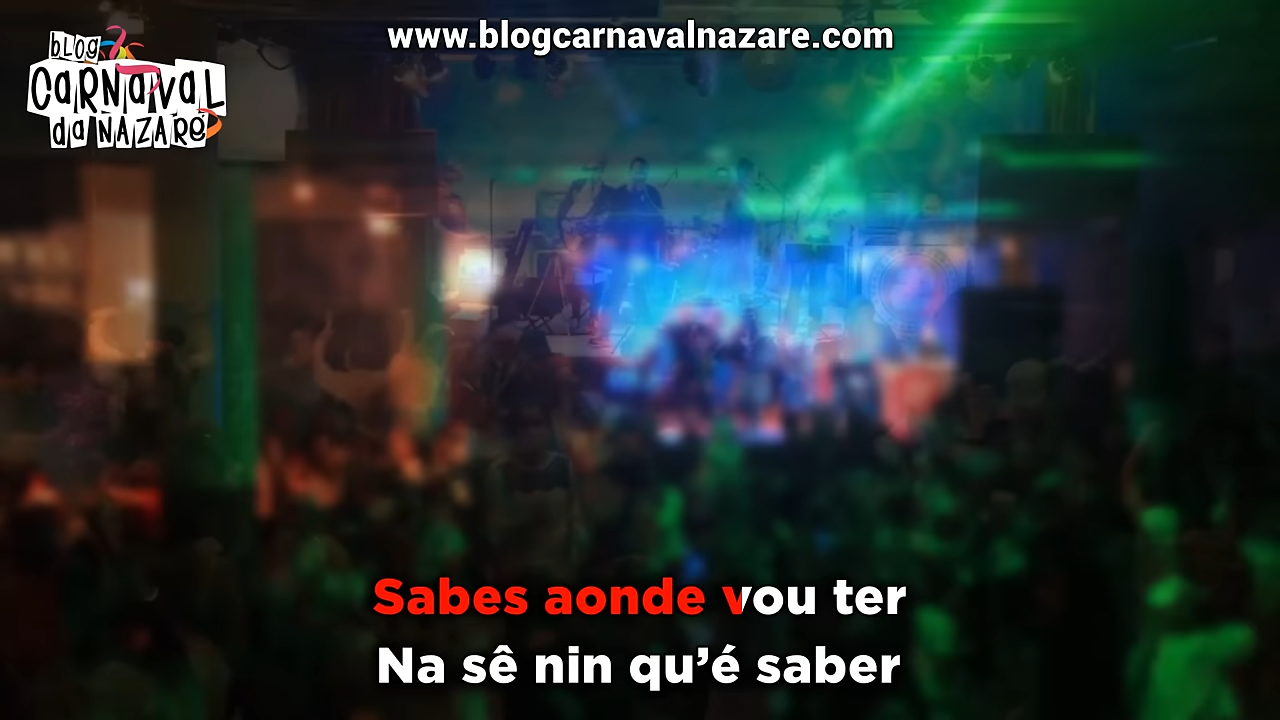 www.blogcarnavalnazare.com
bLOG
CaRNaVaL
da NAZARÉ
Sabes aonde vou ter
Na sê nin qu’é saber